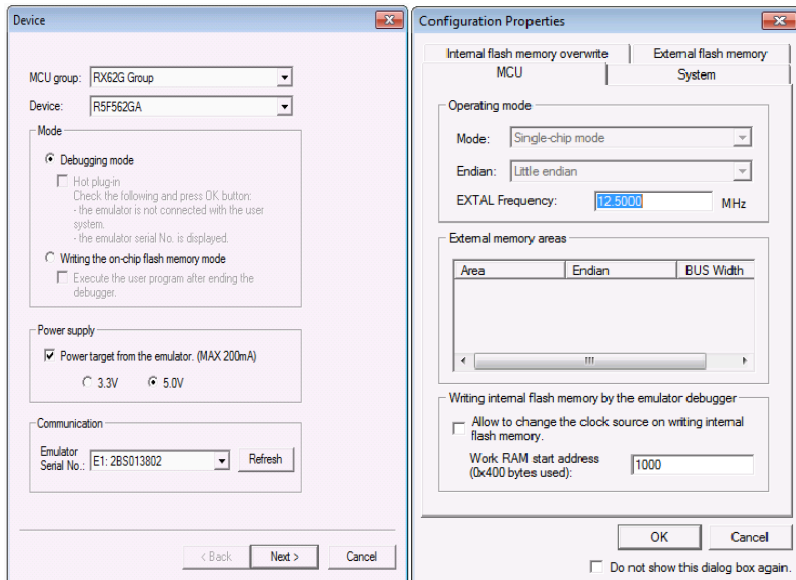 Device
MCU group: RX62G Group
Device: R5F562GA
Mode
Debugging mode
Hot plug-in
Check the following and press OK button:
- the emulator is not connected with the user
system.
- the emulator serial No. is displayed.
Writing the on-chip flash memory mode
Execute the user program after ending the
debugger.
Power supply
Power target from the emulator. (MAX 200mA)
3.3V 5.0V
Communication
Emulator
Serial No.: E1: 2BS013802 Refresh
< Back Next > Cancel
Configuration Properties
Internal flash memory overwrite External flash memory
MCU System
Operating mode
Mode: Single-chip mode
Endian: Little endian
EXTAL Frequency: 12.5000 MHz
External memory areas
Area Endian BUS Width
Writing internal flash memory by the emulator debugger
Allow to change the clock source on writing internal
flash memory.
Work RAM start address
(0x400 bytes used): 1000
OK Cancel
Do not show this dialog box again.